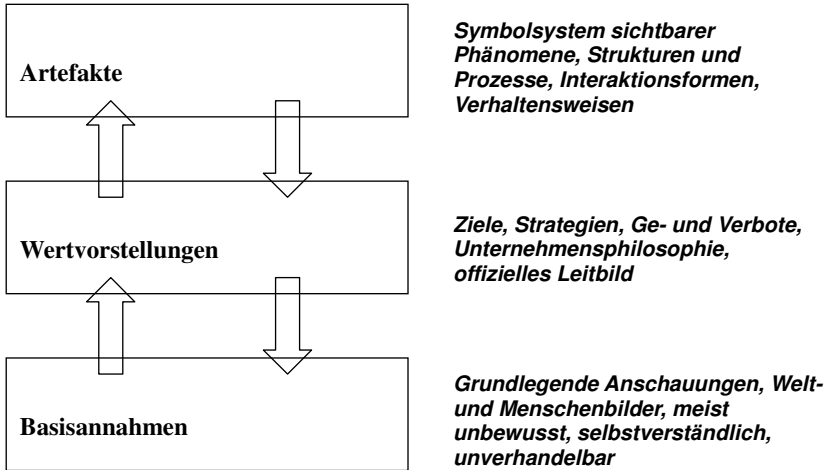 Artefakte
Symbolsystem sichtbarer
Phänomene, Strukturen und
Prozesse, Interaktionsformen,
Verhaltensweisen
Wertvorstellungen
Ziele, Strategien, Ge- und Verbote,
Unternehmensphilosophie,
offizielles Leitbild
Basisannahmen
Grundlegende Anschauungen, Welt-
und Menschenbilder, meist
unbewusst, selbstverständlich,
unverhandelbar